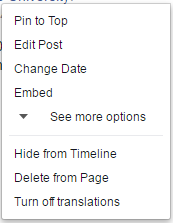 Pin to Top
Edit Post
Change Date
Embed
See more options
Hide from Timeline
Delete from Page
Turn off translations